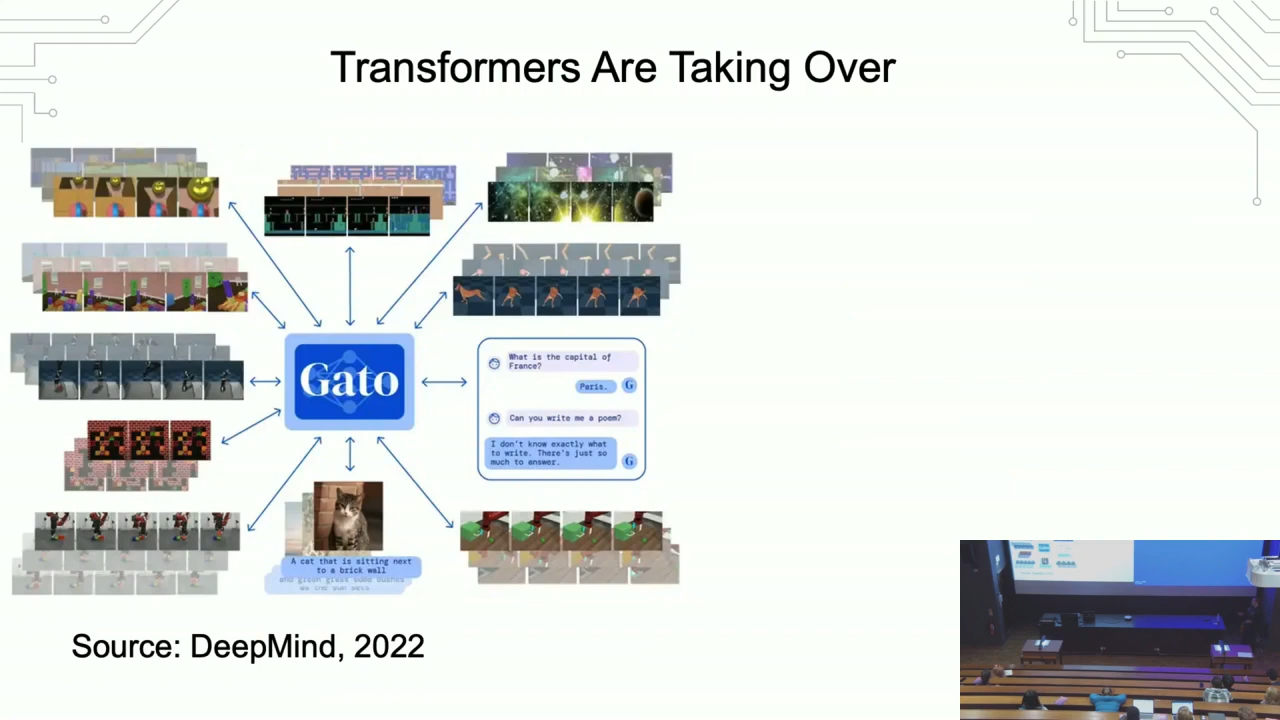 Transformers Are Taking Over
Gato
What is the capital of
France?
Paris.
G
Can you write me a poem?
I don't know exactly what
to write. There's just so
much to answer.
G
A cat that is sitting next
to a brick wall
Source: DeepMind, 2022